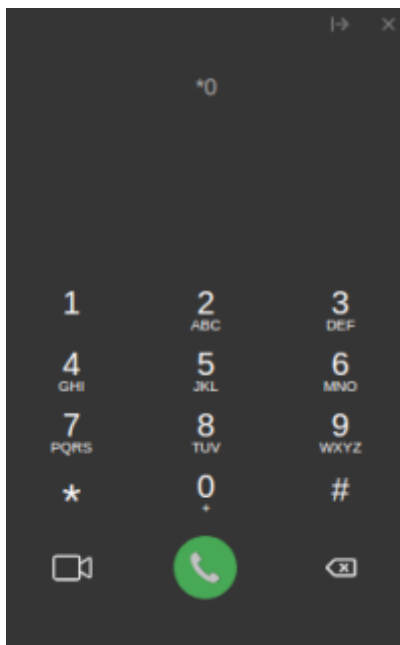 *0
1 2 3
ABC DEF
4 5 6
GHI JKL MNO
7 8 9
PQRS TUV WXYZ
* 0 #
+